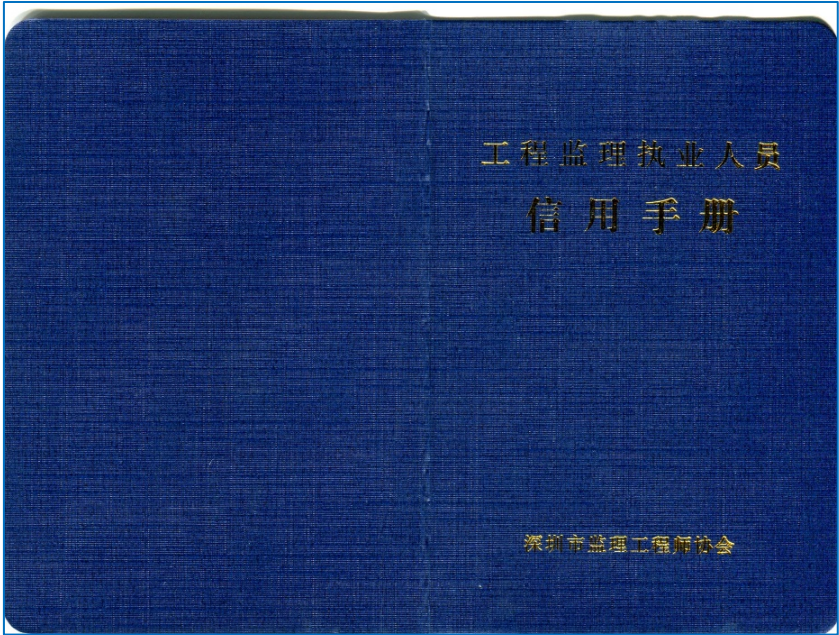 工程监理执业人员
信用手册
深圳市监理工程师协会